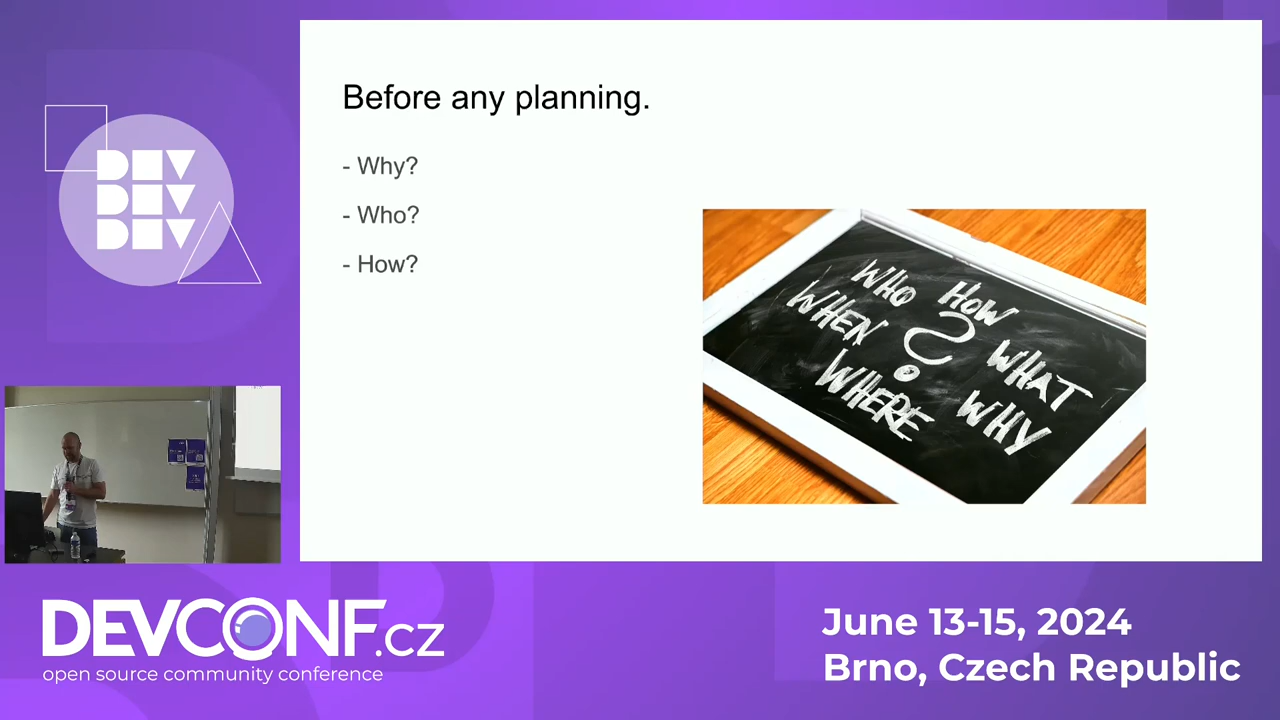 DEV
DEV
DEV
Before any planning.
- Why?
- Who?
- How?
WHO HOW
WHEN ? WHAT
WHERE WHY
DEVCONF.cz
open source community conference
June 13-15, 2024
Brno, Czech Republic